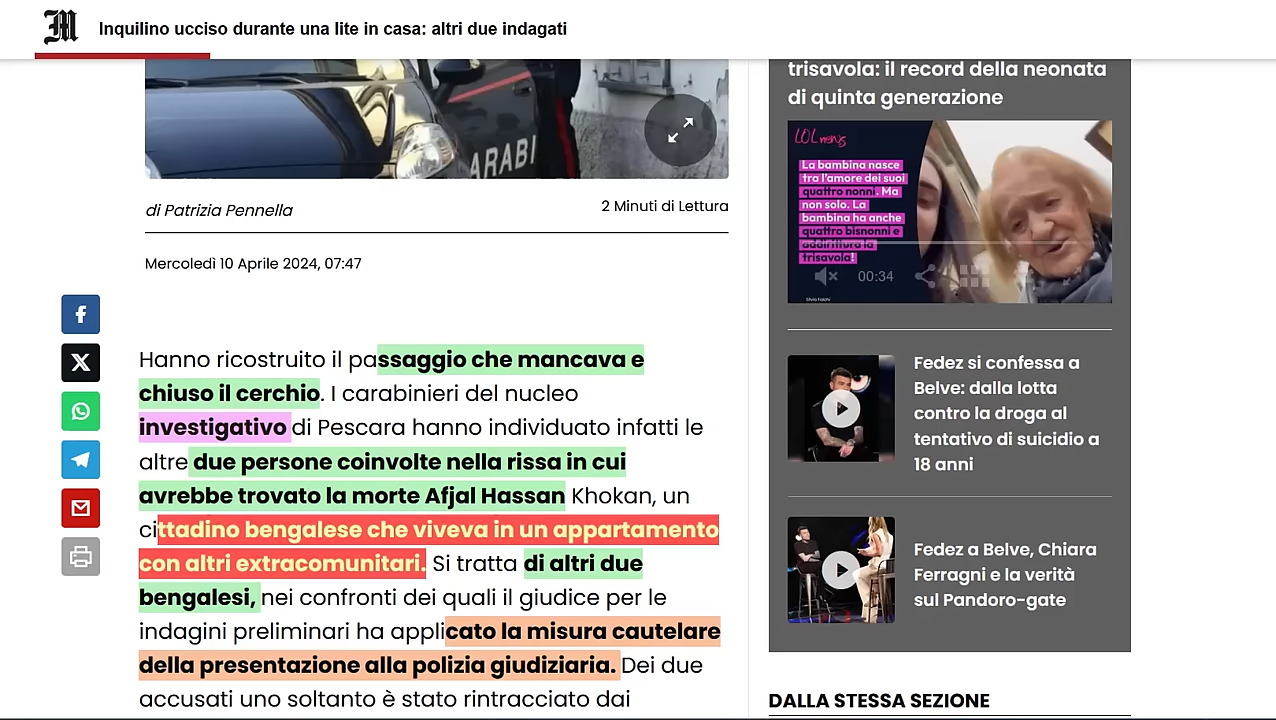 M Inquilino ucciso durante una lite in casa: altri due indagati
ARABI
di Patrizia Pennella
2 Minuti di Lettura
Mercoledì 10 Aprile 2024, 07:47
Hanno ricostruito il passaggio che mancava e
chiuso il cerchio. I carabinieri del nucleo
investigativo di Pescara hanno individuato infatti le
altre due persone coinvolte nella rissa in cui
avrebbe trovato la morte Afjal Hassan Khokan, un
cittadino bengalese che viveva in un appartamento
con altri extracomunitari. Si tratta di altri due
bengalesi, nei confronti dei quali il giudice per le
indagini preliminari ha applicato la misura cautelare
della presentazione alla polizia giudiziaria. Dei due
accusati uno soltanto è stato rintracciato dai
trisavola: il record della neonata
di quinta generazione
LOL news
La bambina nasce
tra l'amore dei suoi
quattro nonni. Ma
non solo. La
bambina ha anche
quattro bisnonni e
addirittura la
trisavola!
00:34
Silvia Falchi
Fedez si confessa a
Belve: dalla lotta
contro la droga al
tentativo di suicidio a
18 anni
Fedez a Belve, Chiara
Ferragni e la verità
sul Pandoro-gate
DALLA STESSA SEZIONE